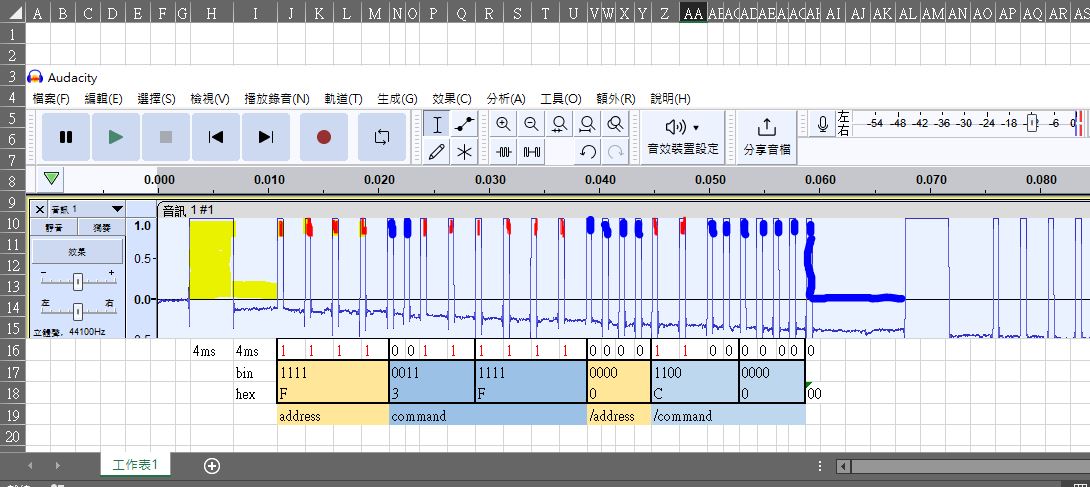 A B C D E F G H I J K L M N O P Q R S T U V W X Y Z AA AI AJ AK AL AM AN AO AP AQ AR AS
1
2
3 Audacity
4 檔案(F) 編輯(E) 選擇(S) 檢視(V) 播放錄音(N) 軌道(T) 生成(G) 效果(C) 分析(A) 工具(O) 額外(R) 說明(H)
5 左 -54 -48 -42 -36 -30 -24 -18 -12 -6 0
6 右
7 音效裝置設定 分享音檔
8 0.000 0.010 0.020 0.030 0.040 0.050 0.060 0.070 0.080
9 音訊 1 音訊 1 #1
10 靜音 獨奏 1.0
11 效果 0.5
12 - +
13 左 右 0.0
14
15 立體聲, 44100Hz
16 4ms 4ms 1 1 1 1 0 0 1 1 1 1 1 1 0 0 0 0 1 1 0 0 0 0 0 0 0
17 bin 1111 0011 1111 0000 1100 0000
18 hex F 3 F 0 C 0 00
19 address command /address /command
20
工作表1